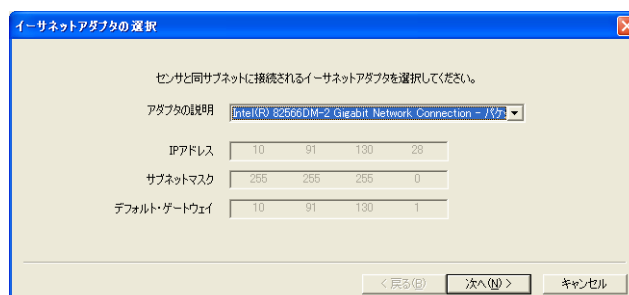 イーサネットアダプタの選択
センサと同サブネットに接続されるイーサネットアダプタを選択してください。
アダプタの説明 Intel(R) 82566DM-2 Gigabit Network Connection - パケ
IPアドレス 10 91 130 28
サブネットマスク 255 255 255 0
デフォルト・ゲートウェイ 10 91 130 1
< 戻る(B) 次へ(N) > キャンセル